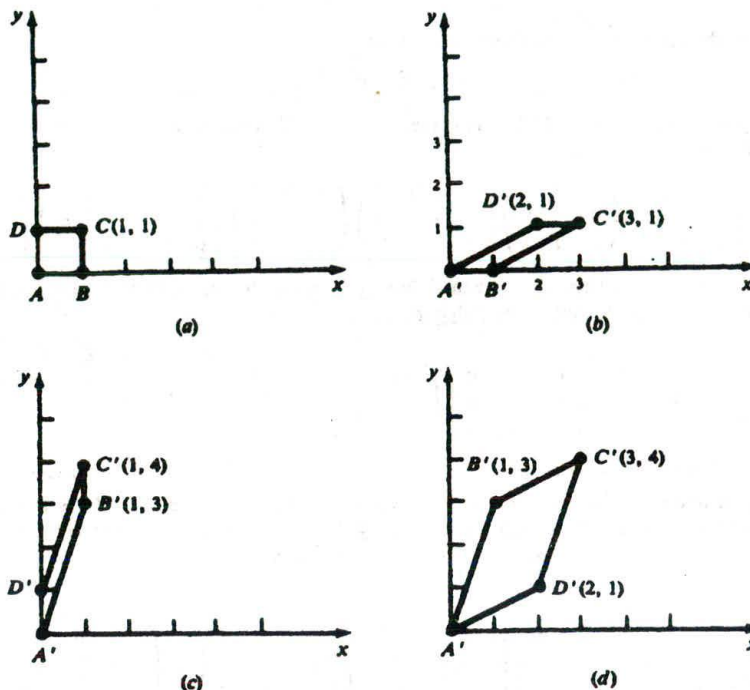 y
D
C(1, 1)
A
B
x
(a)
y
3
2
1
D'(2, 1)
C'(3, 1)
A'
B'
2
3
x
(b)
y
C'(1, 4)
B'(1, 3)
D'
A'
x
(c)
y
B'(1, 3)
C'(3, 4)
D'(2, 1)
A'
x
(d)